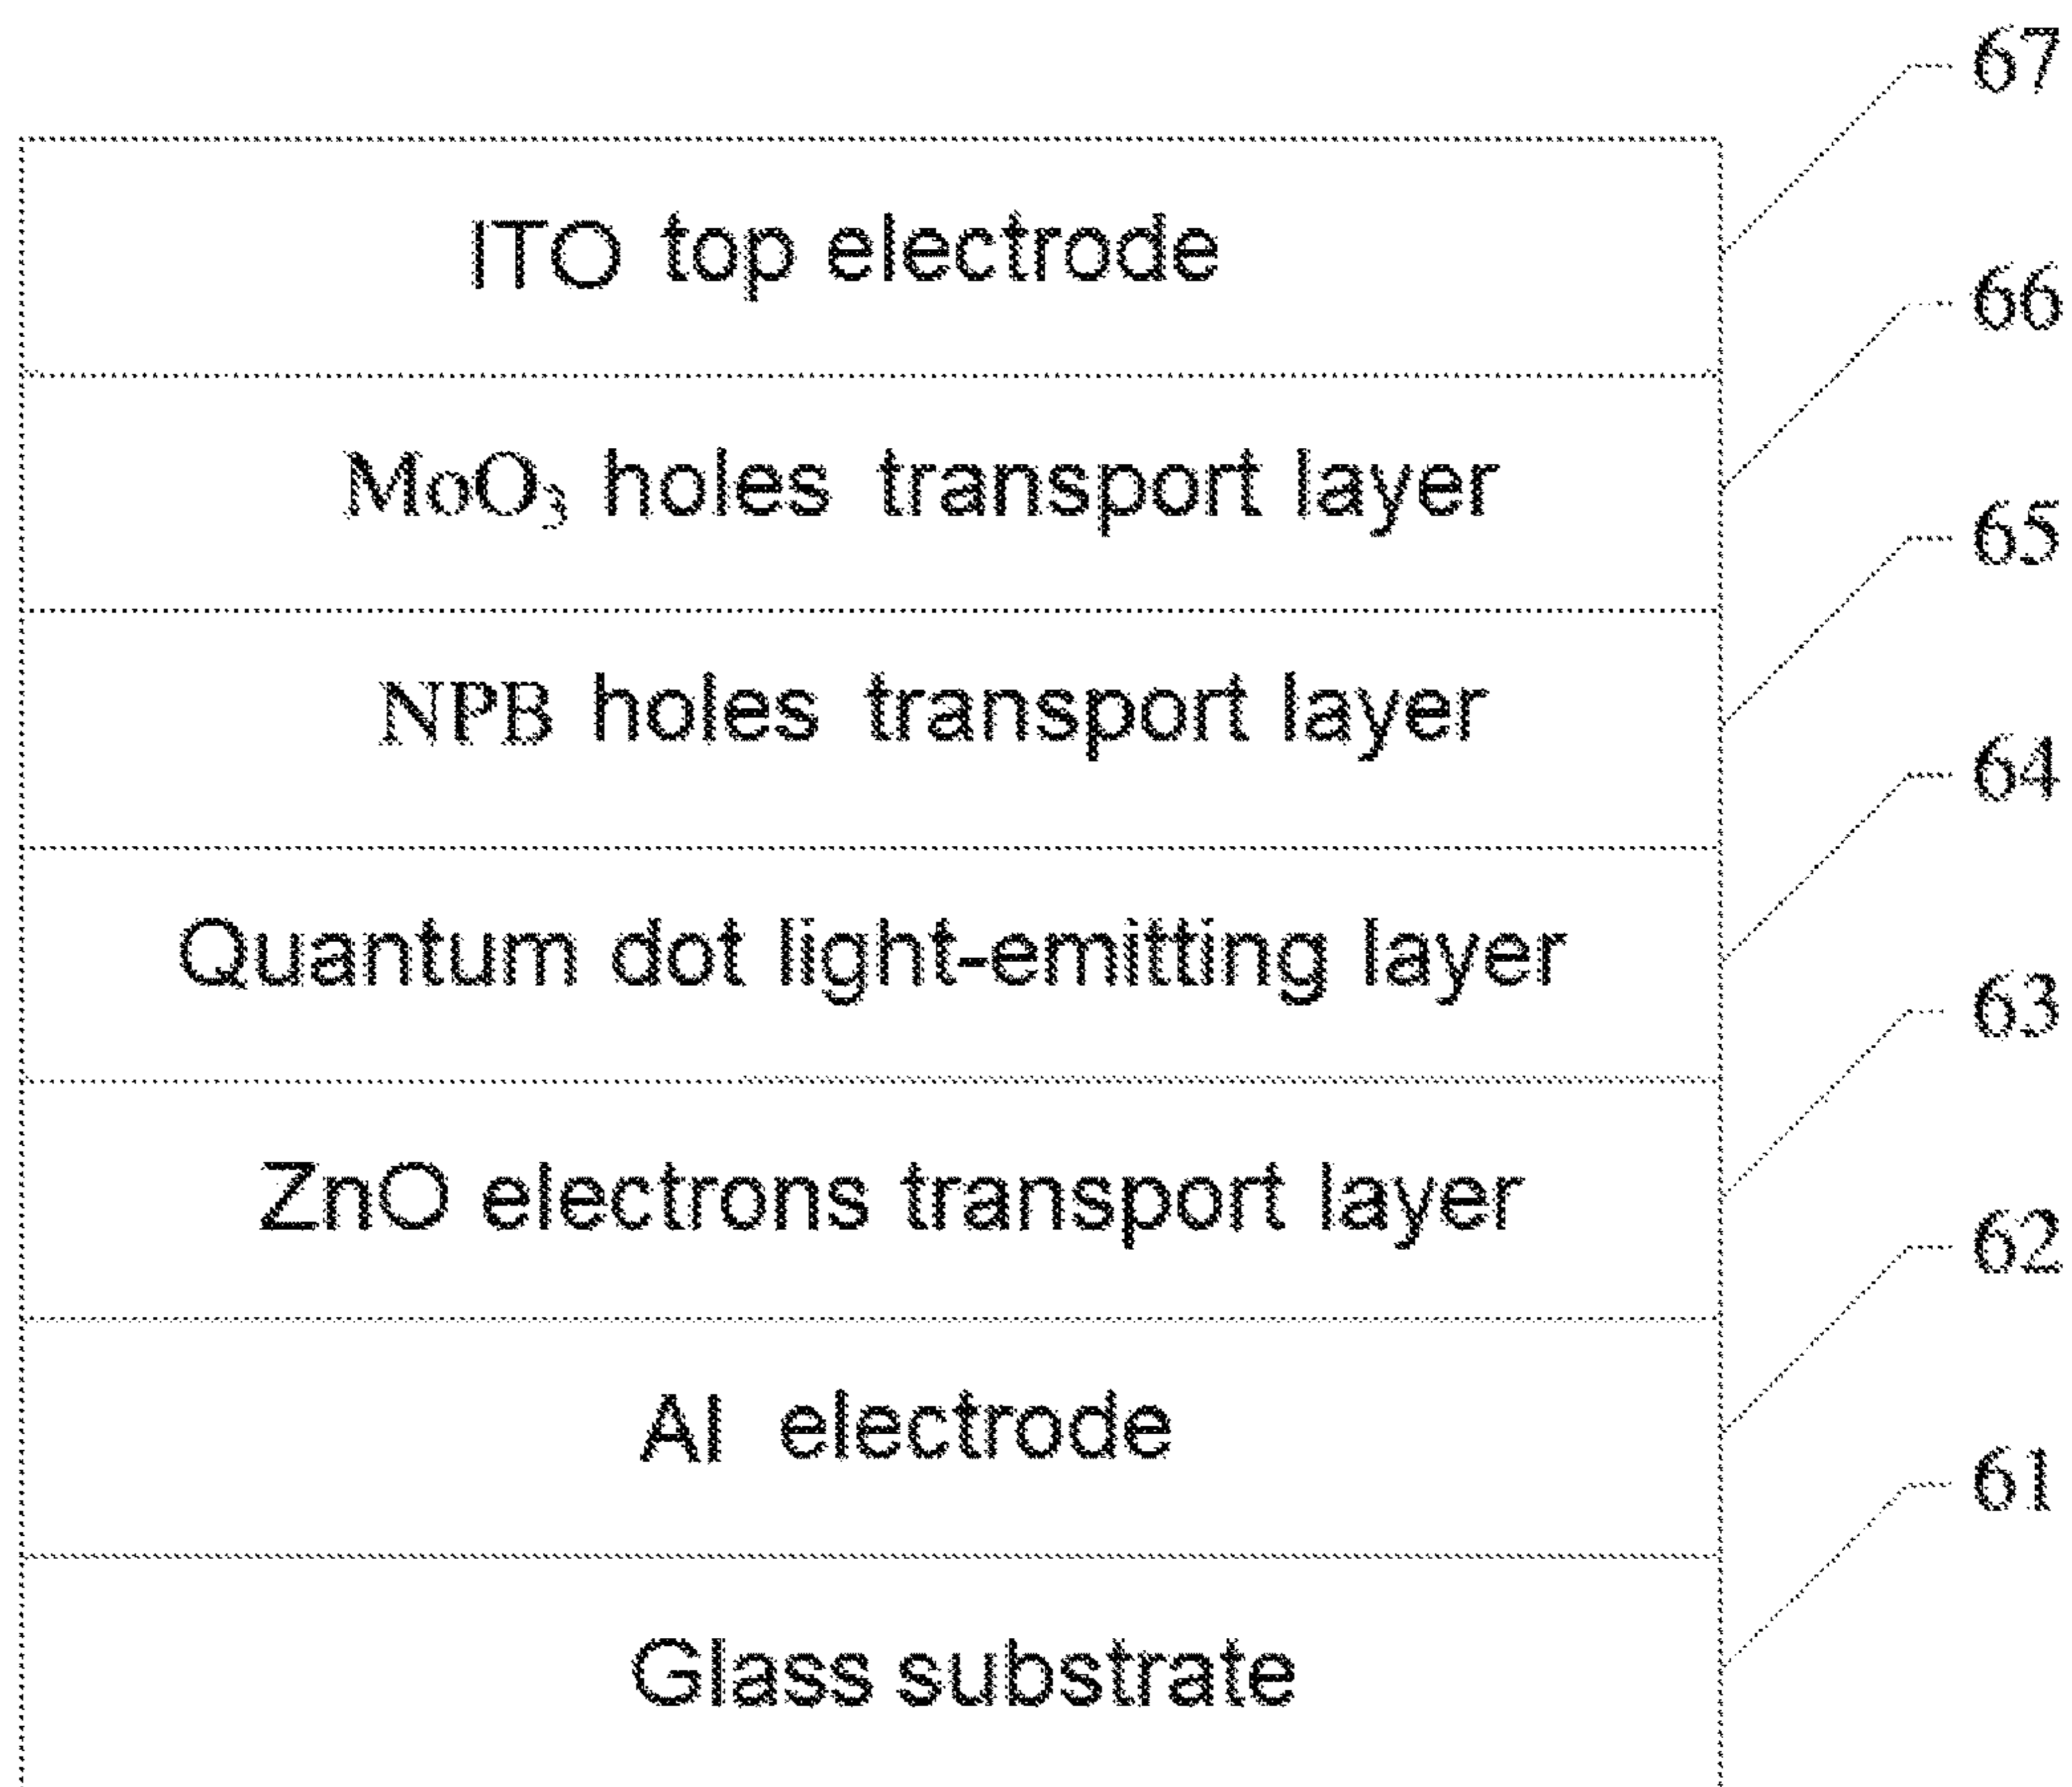 67
ITO top electrode
66
MoO₃ holes transport layer
65
NPB holes transport layer
64
Quantum dot light-emitting layer
63
ZnO electrons transport layer
62
Al electrode
61
Glass substrate